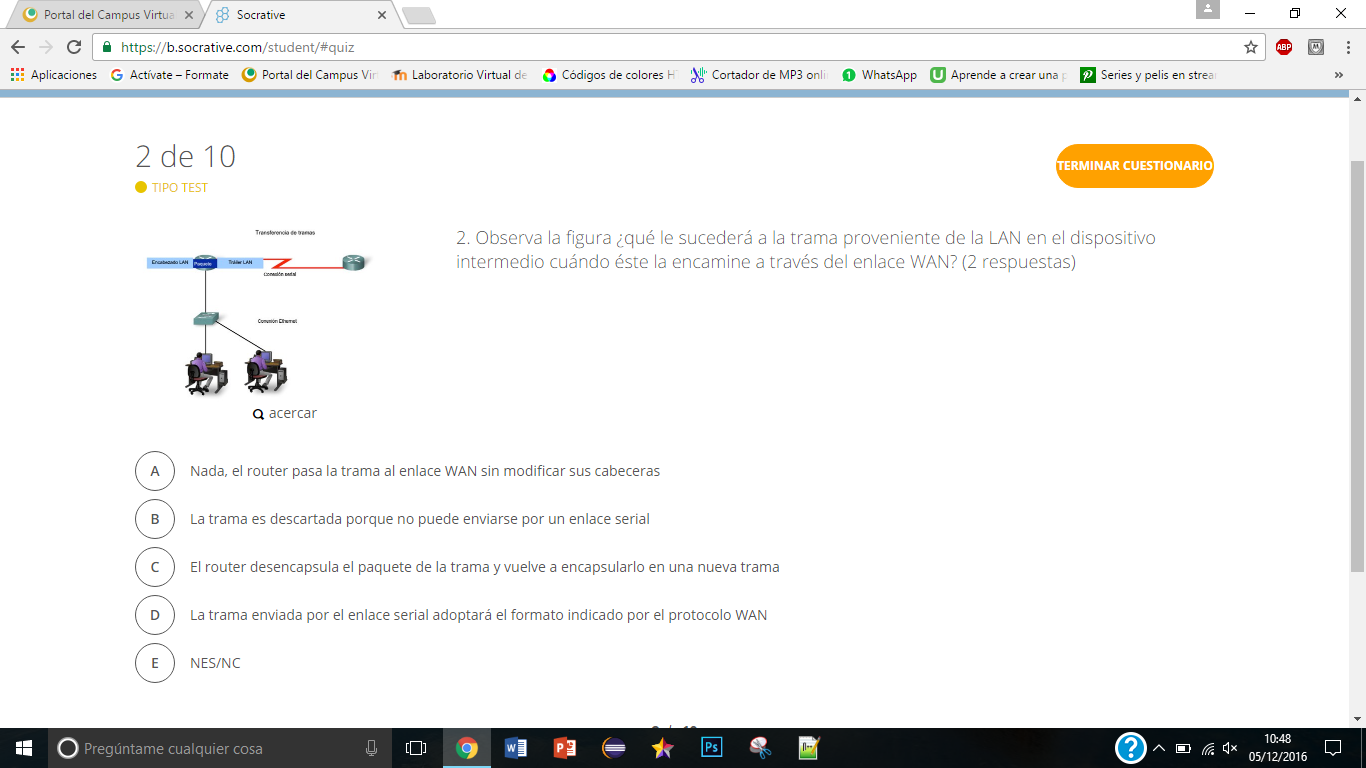 Portal del Campus Virtua
Socrative
https://b.socrative.com/student/#quiz
Aplicaciones
Actívate – Formate
Portal del Campus Vir
Laboratorio Virtual de
Códigos de colores H
Cortador de MP3 onli
WhatsApp
Aprende a crear una p
Series y pelis en strea
2 de 10
TERMINAR CUESTIONARIO
TIPO TEST
Transferencia de tramas
Encabezado LAN
Paquete
Tráiler LAN
Conexión serial
Conexión Ethernet
acercar
2. Observa la figura ¿qué le sucederá a la trama proveniente de la LAN en el dispositivo
intermedio cuándo éste la encamine a través del enlace WAN? (2 respuestas)
A Nada, el router pasa la trama al enlace WAN sin modificar sus cabeceras
B La trama es descartada porque no puede enviarse por un enlace serial
C El router desencapsula el paquete de la trama y vuelve a encapsularlo en una nueva trama
D La trama enviada por el enlace serial adoptará el formato indicado por el protocolo WAN
E NES/NC
Pregúntame cualquier cosa
10:48
05/12/2016